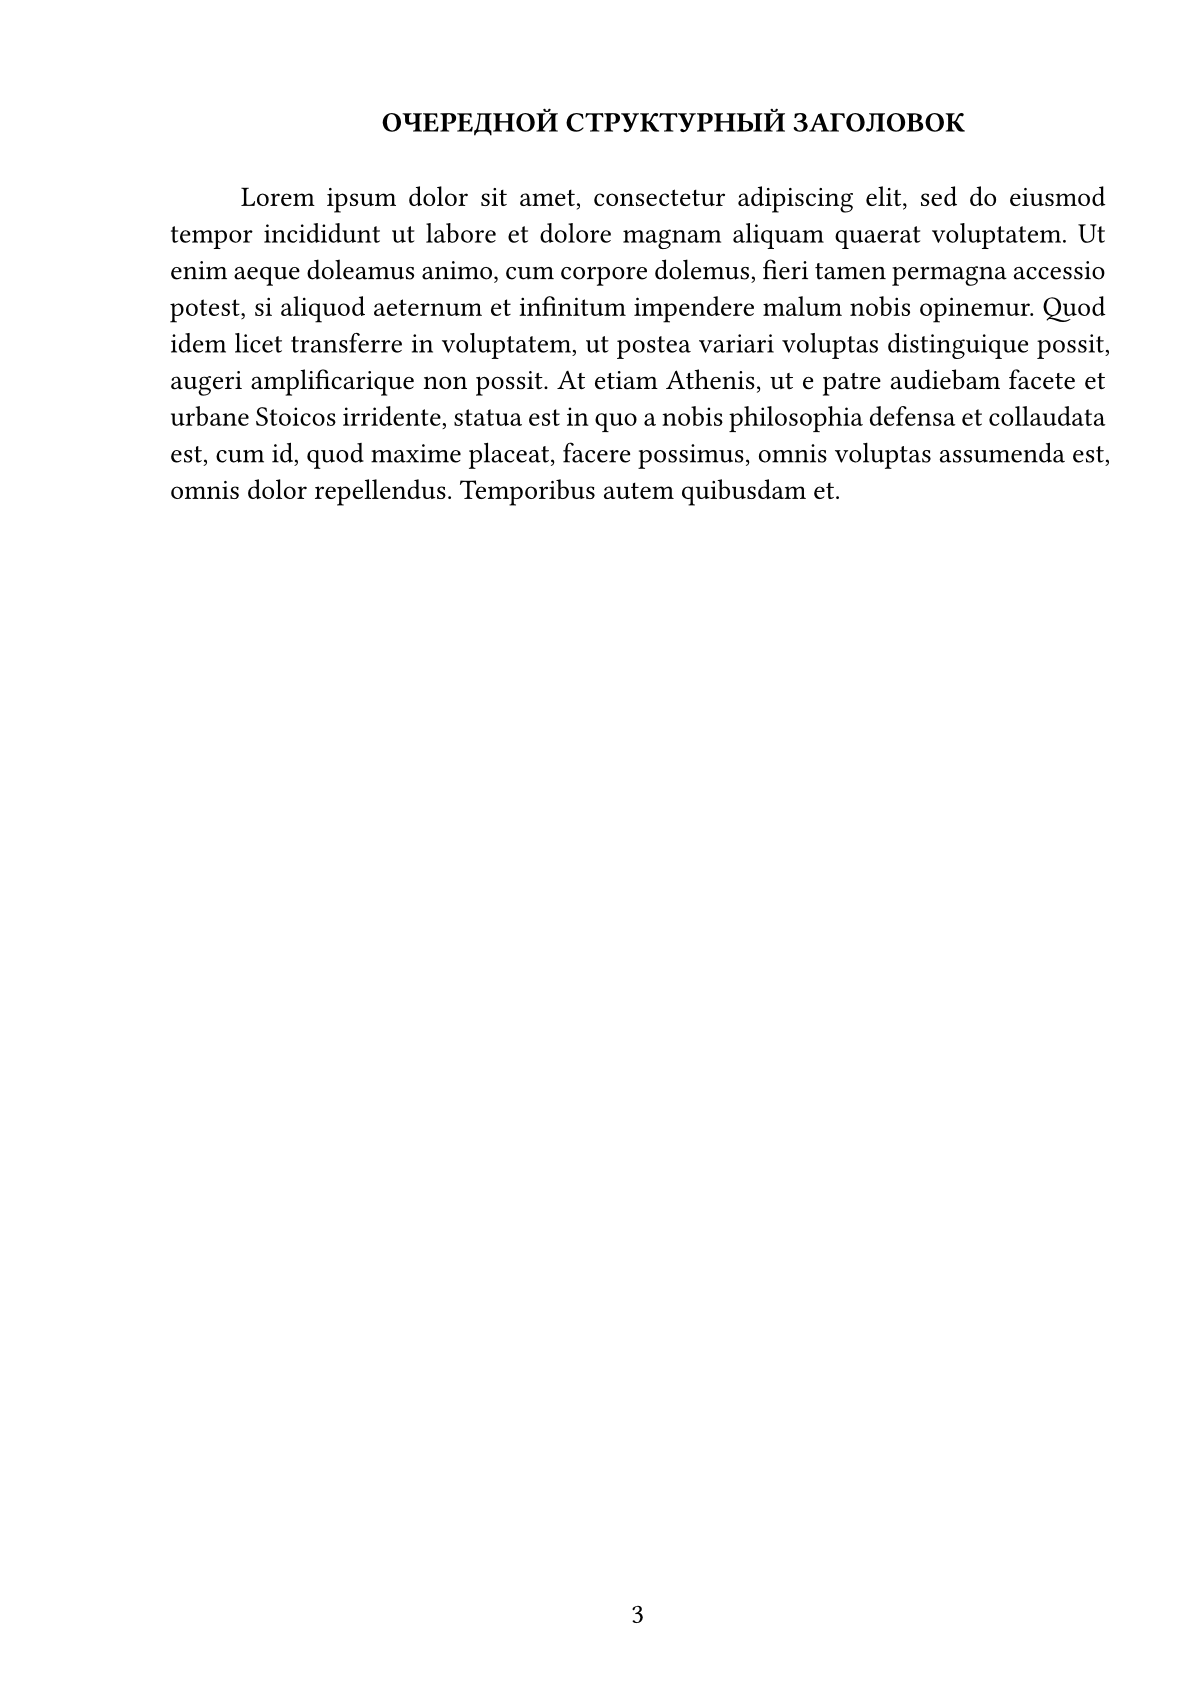 ОЧЕРЕДНОЙ СТРУКТУРНЫЙ ЗАГОЛОВОК
Lorem ipsum dolor sit amet, consectetur adipiscing elit, sed do eiusmod
tempor incididunt ut labore et dolore magnam aliquam quaerat voluptatem. Ut
enim aeque doleamus animo, cum corpore dolemus, fieri tamen permagna accessio
potest, si aliquod aeternum et infinitum impendere malum nobis opinemur. Quod
idem licet transferre in voluptatem, ut postea variari voluptas distinguique possit,
augeri amplificarique non possit. At etiam Athenis, ut e patre audiebam facete et
urbane Stoicos irridente, statua est in quo a nobis philosophia defensa et collaudata
est, cum id, quod maxime placeat, facere possimus, omnis voluptas assumenda est,
omnis dolor repellendus. Temporibus autem quibusdam et.
3